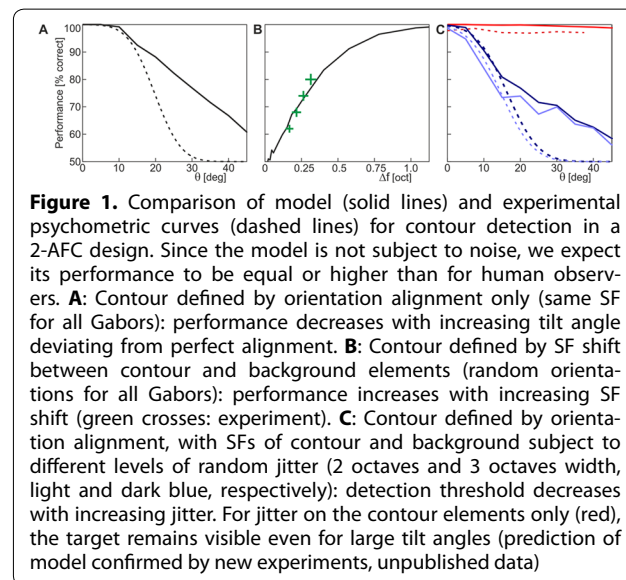 A
B
C
100
90
80
70
60
50
Performance [% correct]
0 10 20 30 40
θ [deg]
0 0.25 0.50 0.75 1.0
Δf [oct]
0 10 20 30 40
θ [deg]
Figure 1. Comparison of model (solid lines) and experimental
psychometric curves (dashed lines) for contour detection in a
2-AFC design. Since the model is not subject to noise, we expect
its performance to be equal or higher than for human observ-
ers. A: Contour defined by orientation alignment only (same SF
for all Gabors): performance decreases with increasing tilt angle
deviating from perfect alignment. B: Contour defined by SF shift
between contour and background elements (random orienta-
tions for all Gabors): performance increases with increasing SF
shift (green crosses: experiment). C: Contour defined by orienta-
tion alignment, with SFs of contour and background subject to
different levels of random jitter (2 octaves and 3 octaves width,
light and dark blue, respectively): detection threshold decreases
with increasing jitter. For jitter on the contour elements only (red),
the target remains visible even for large tilt angles (prediction of
model confirmed by new experiments, unpublished data)